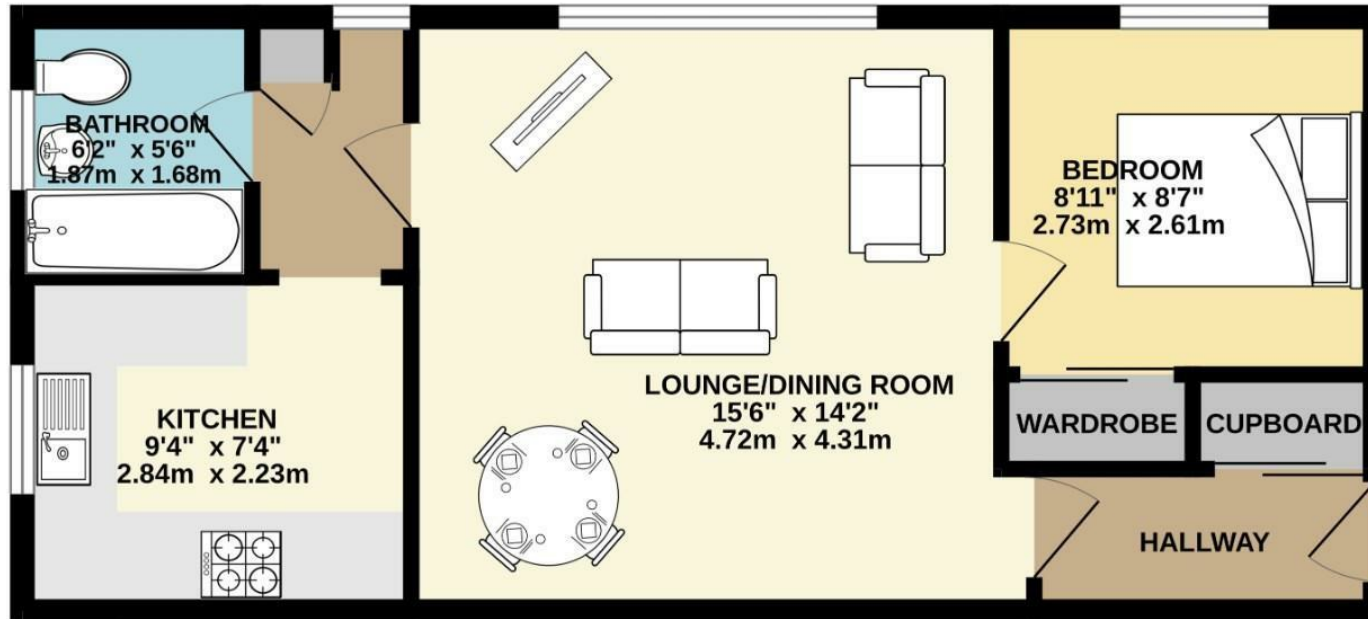 BATHROOM
6'2" x 5'6"
1.87m x 1.68m
BEDROOM
8'11" x 8'7"
2.73m x 2.61m
LOUNGE/DINING ROOM
15'6" x 14'2"
4.72m x 4.31m
KITCHEN
9'4" x 7'4"
2.84m x 2.23m
WARDROBE
CUPBOARD
HALLWAY